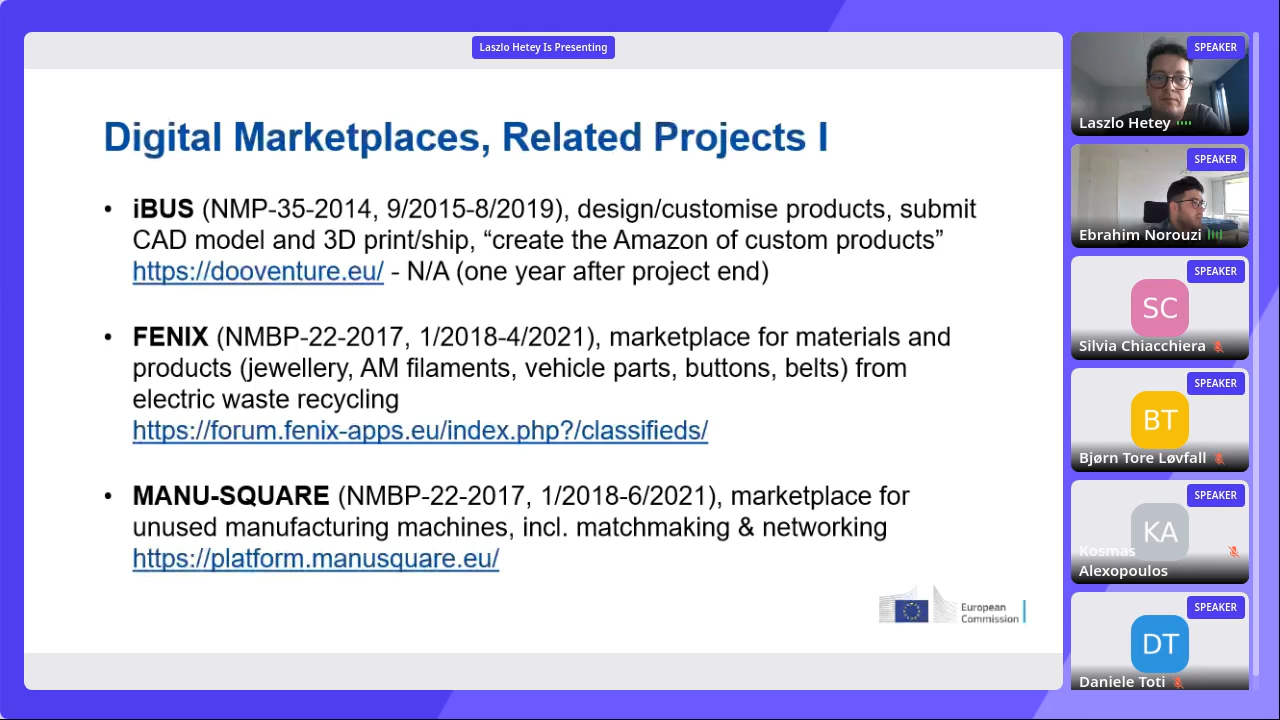 Laszlo Hetey Is Presenting
Digital Marketplaces, Related Projects I
• iBUS (NMP-35-2014, 9/2015-8/2019), design/customise products, submit
CAD model and 3D print/ship, “create the Amazon of custom products”
https://dooventure.eu/ - N/A (one year after project end)
• FENIX (NMBP-22-2017, 1/2018-4/2021), marketplace for materials and
products (jewellery, AM filaments, vehicle parts, buttons, belts) from
electric waste recycling
https://forum.fenix-apps.eu/index.php?/classifieds/
• MANU-SQUARE (NMBP-22-2017, 1/2018-6/2021), marketplace for
unused manufacturing machines, incl. matchmaking & networking
https://platform.manusquare.eu/
European
Commission
SPEAKER
Laszlo Hetey
SPEAKER
Ebrahim Norouzi
SPEAKER
SC
Silvia Chiacchiera
SPEAKER
BT
Bjørn Tore Løvfall
SPEAKER
KA
Kosmas
Alexopoulos
SPEAKER
DT
Daniele Toti